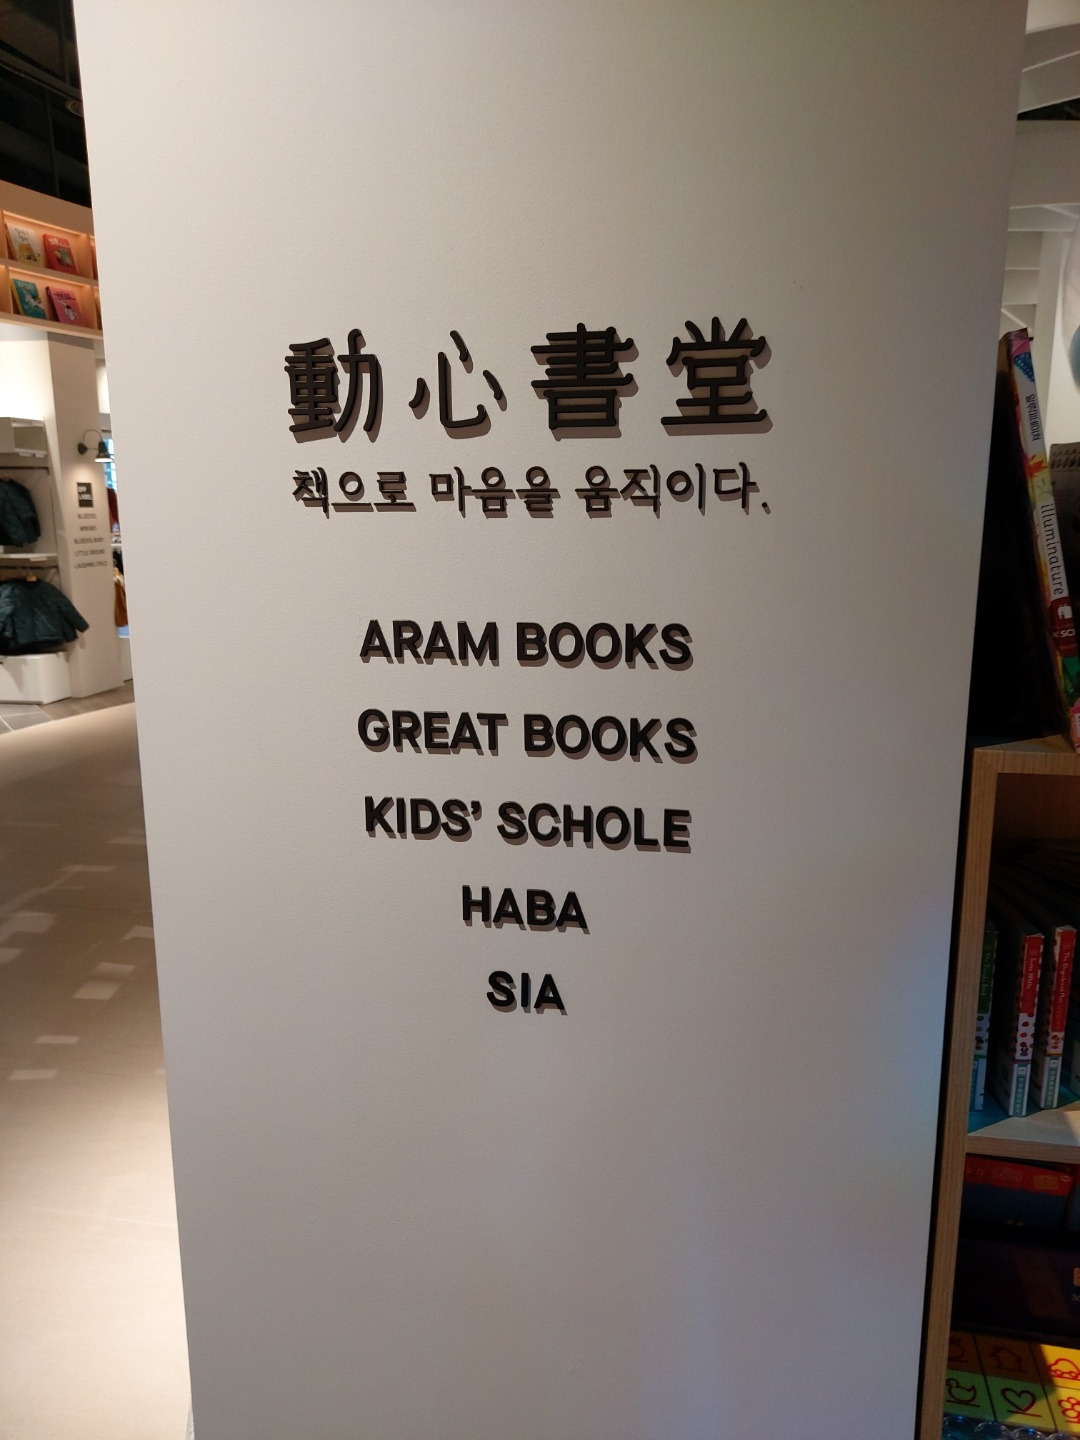 動心書堂
책으로 마음을 움직이다.
ARAM BOOKS
GREAT BOOKS
KIDS' SCHOLE
HABA
SIA
illuminature